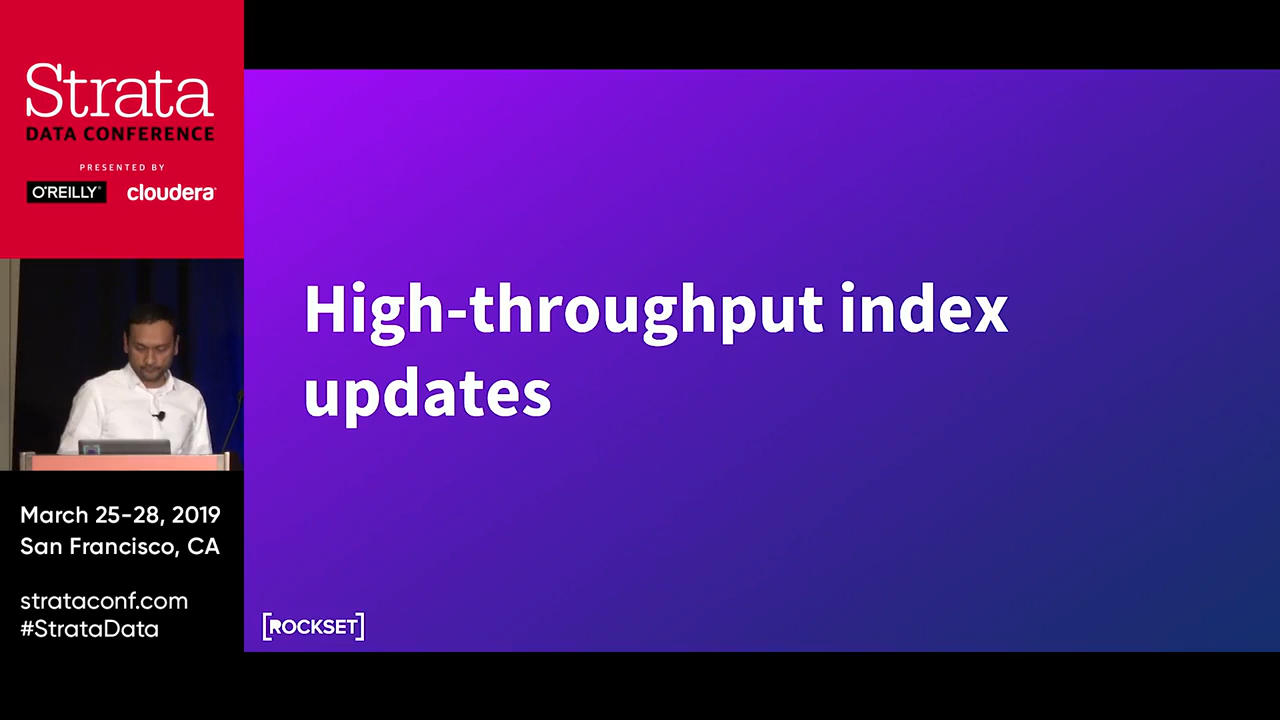 Strata
DATA CONFERENCE
PRESENTED BY
O'REILLY®
cloudera®
March 25-28, 2019
San Francisco, CA
strataconf.com
#StrataData
High-throughput index
updates
[ROCKSET]